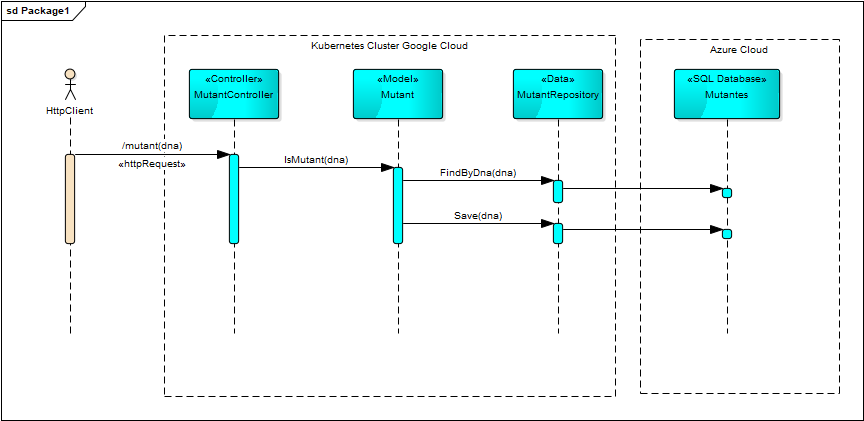 sd Package1
Kubernetes Cluster Google Cloud
Azure Cloud
HttpClient
«Controller»
MutantController
«Model»
Mutant
«Data»
MutantRepository
«SQL Database»
Mutantes
/mutant(dna)
«httpRequest»
IsMutant(dna)
FindByDna(dna)
Save(dna)